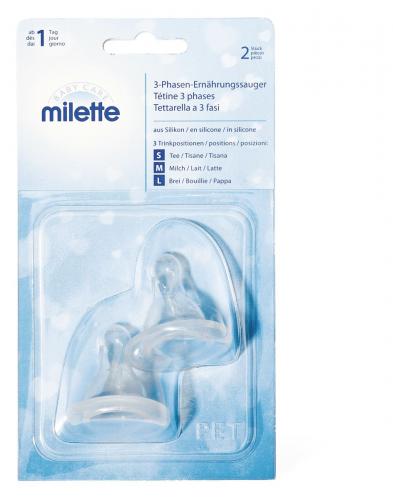 ab
dès
dai
1
Tag
jour
giorno
2
Stück
pièces
pezzi
BABY CARE
milette
3-Phasen-Ernährungssauger
Tétine 3 phases
Tettarella a 3 fasi
aus Silikon / en silicone / in silicone
3 Trinkpositionen / positions / posizioni:
S Tee / Tisane / Tisana
M Milch / Lait / Latte
L Brei / Bouillie / Pappa
PET